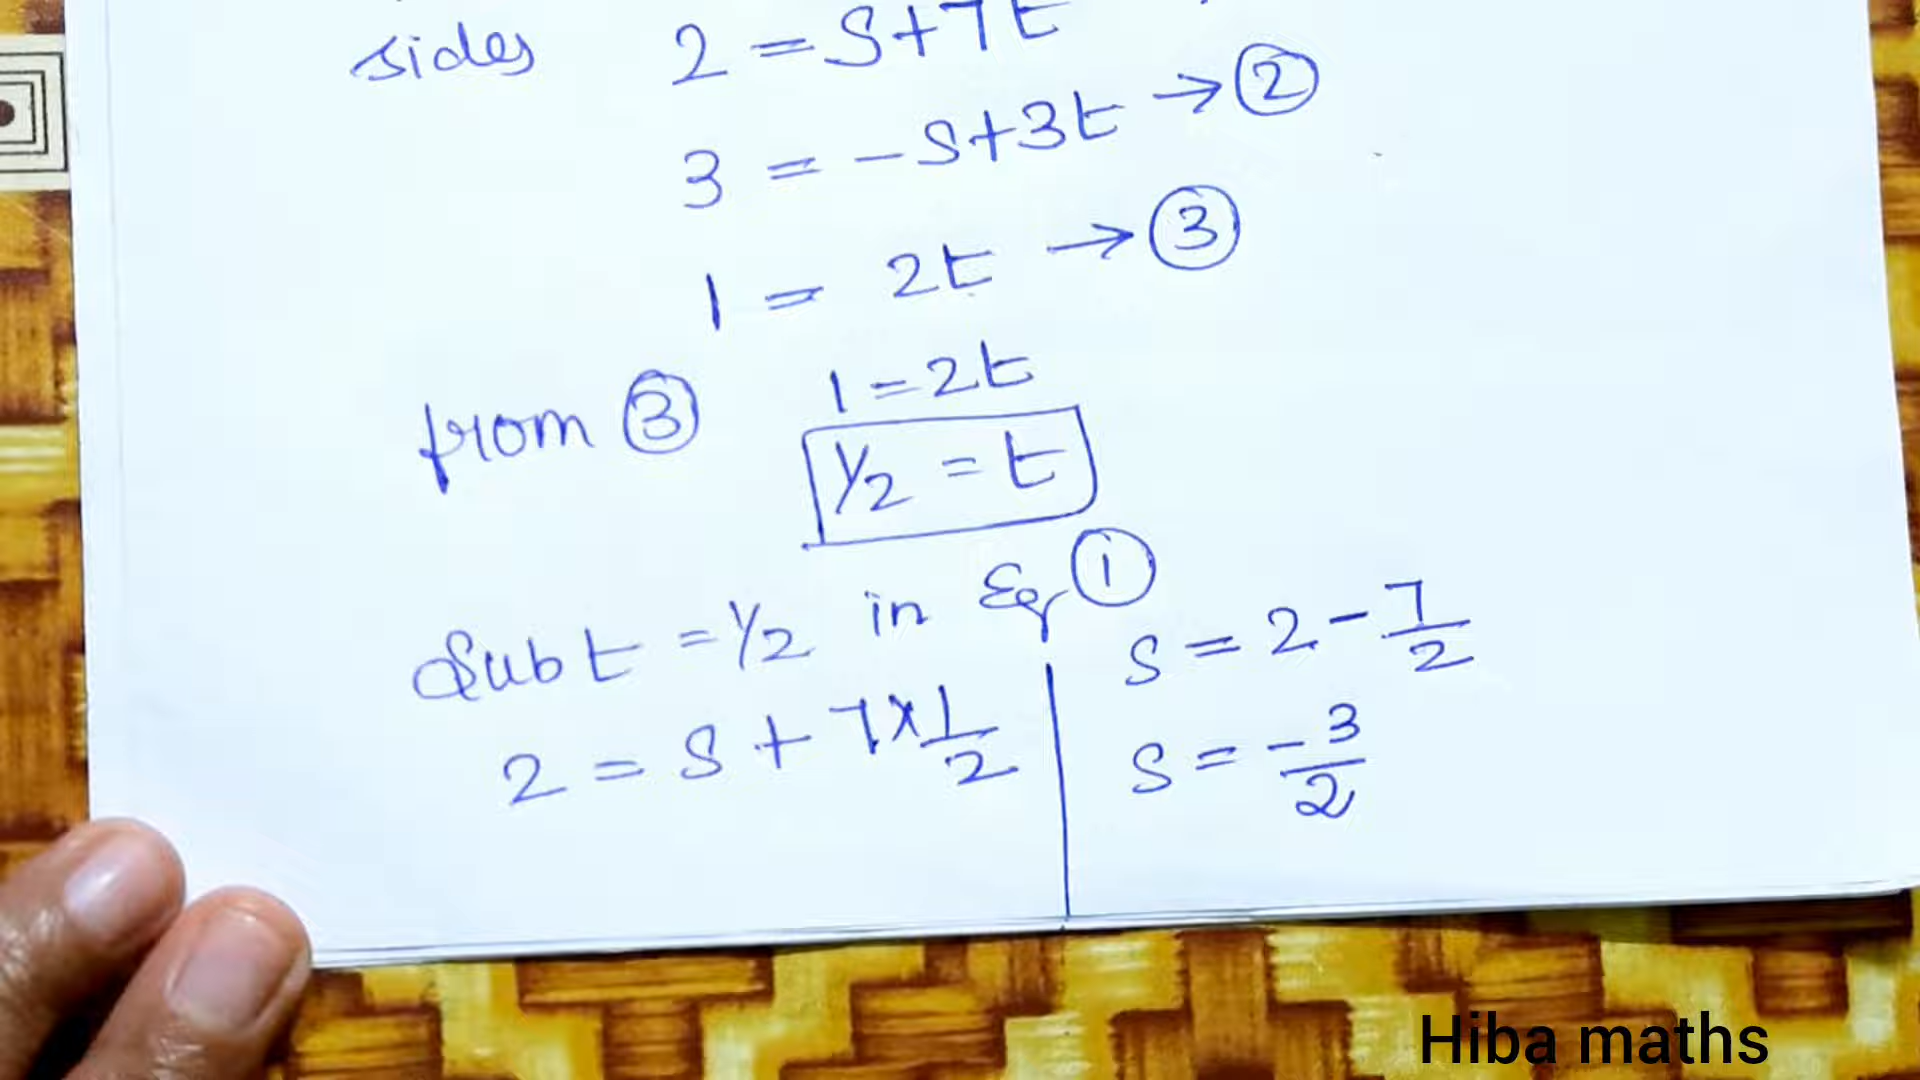 sides 2 = S+7t
3 = -S+3t → ②
1 = 2t → ③
from ③ 1 = 2t
1/2 = t
Sub t = 1/2 in Eq ①
2 = S + 7 × 1/2
S = 2 - 7/2
S = -3/2
Hiba maths